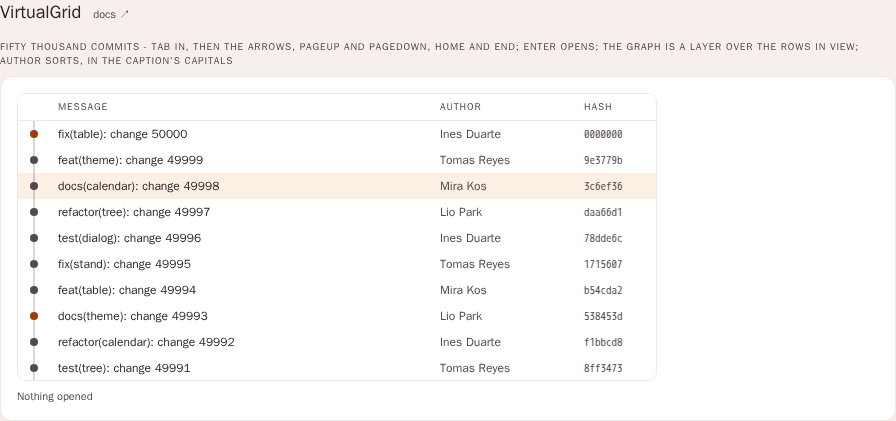 VirtualGrid docs ↗
FIFTY THOUSAND COMMITS - TAB IN, THEN THE ARROWS, PAGEUP AND PAGEDOWN, HOME AND END; ENTER OPENS; THE GRAPH IS A LAYER OVER THE ROWS IN VIEW;
AUTHOR SORTS, IN THE CAPTION'S CAPITALS
MESSAGE AUTHOR HASH
fix(table): change 50000 Ines Duarte 0000000
feat(theme): change 49999 Tomas Reyes 9e3779b
docs(calendar): change 49998 Mira Kos 3c6ef36
refactor(tree): change 49997 Lio Park daa66d1
test(dialog): change 49996 Ines Duarte 78dde6c
fix(stand): change 49995 Tomas Reyes 1715607
feat(table): change 49994 Mira Kos b54cda2
docs(theme): change 49993 Lio Park 538453d
refactor(calendar): change 49992 Ines Duarte f1bbcd8
test(tree): change 49991 Tomas Reyes 8ff3473
Nothing opened